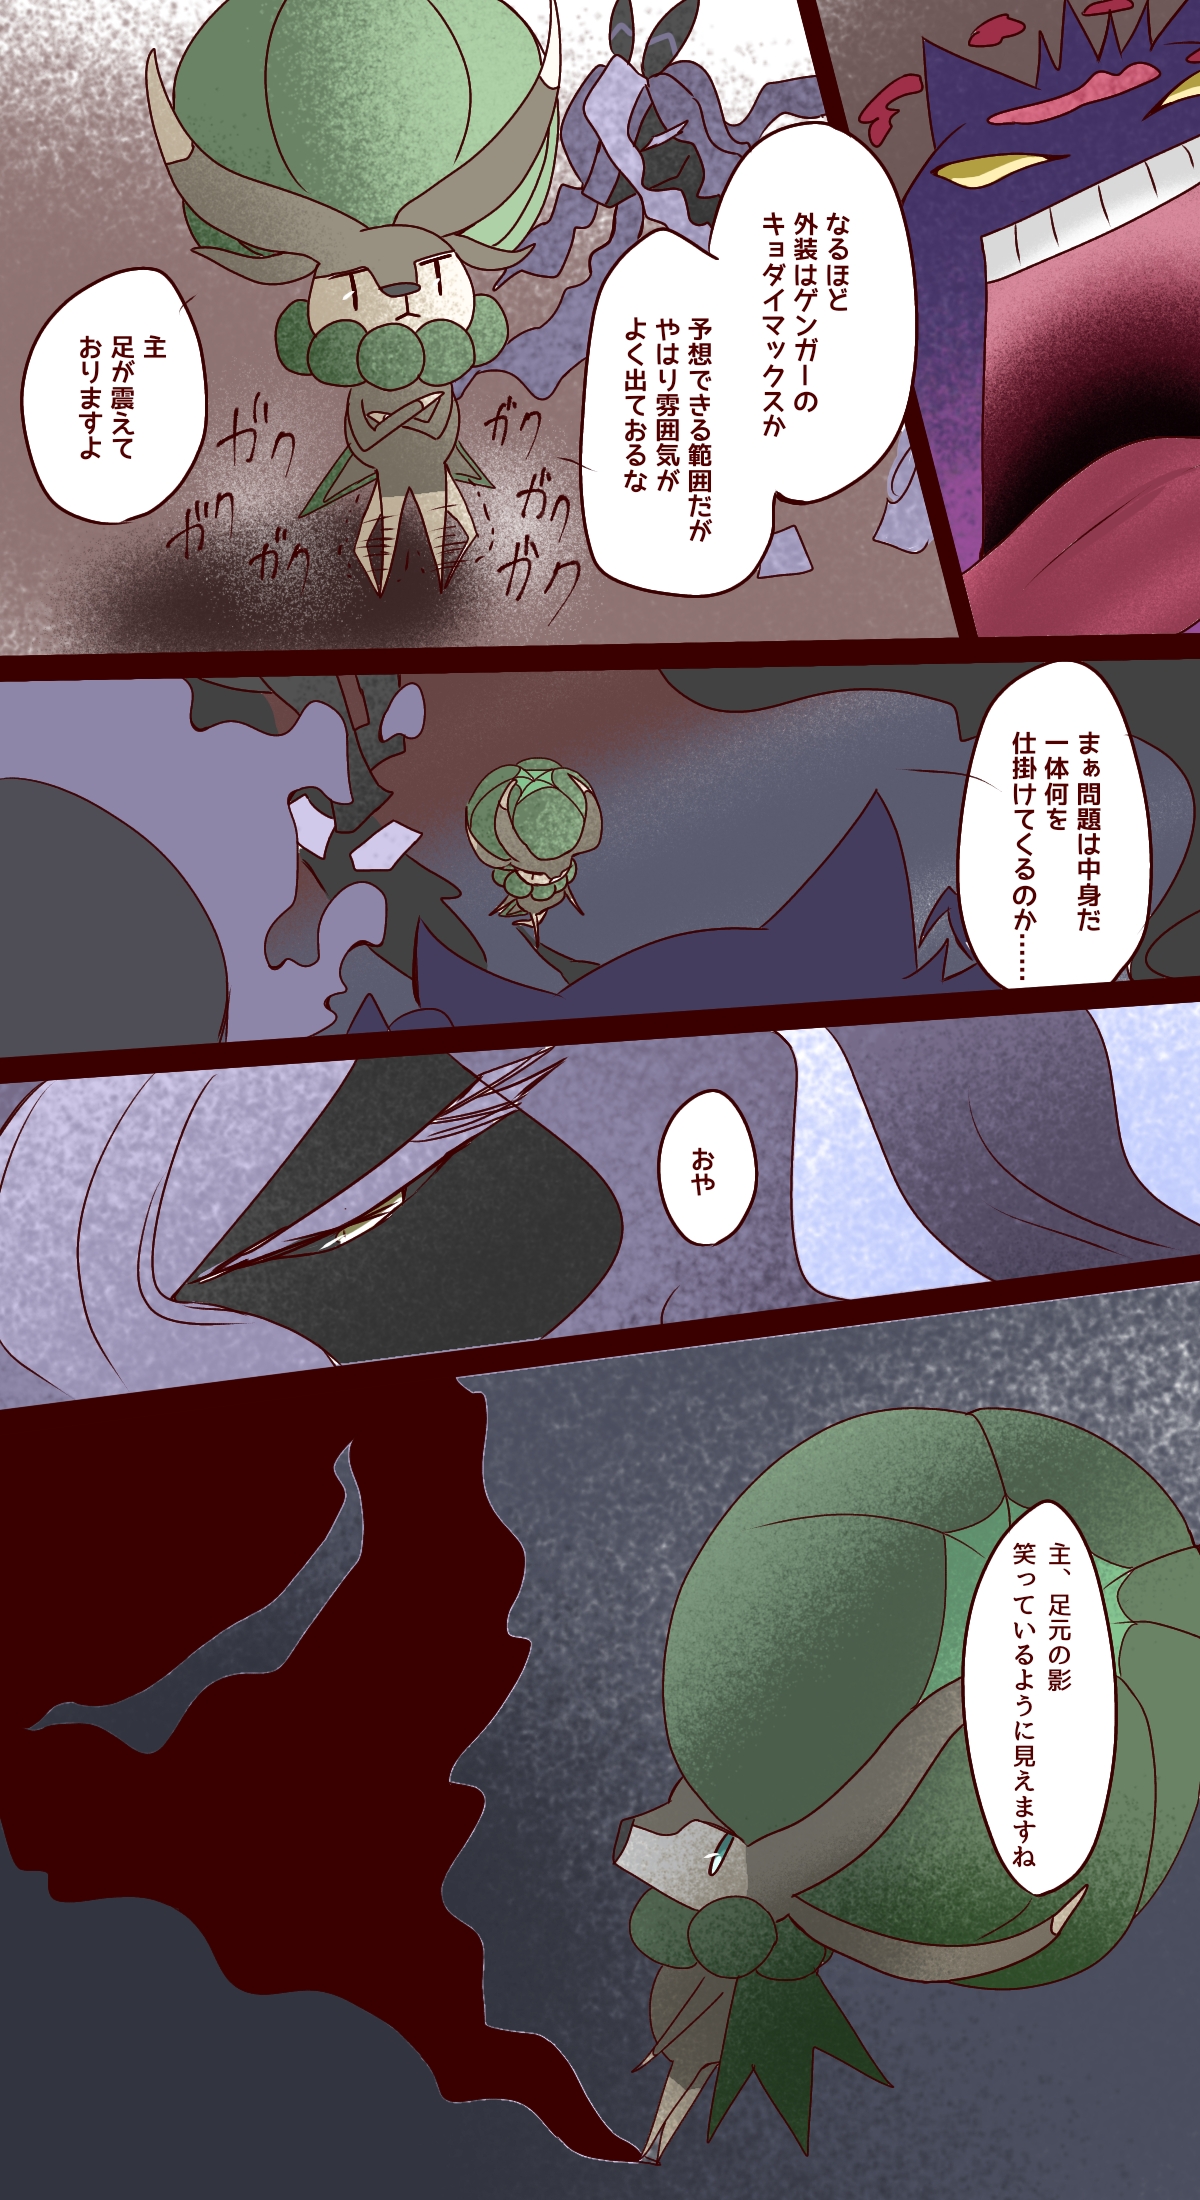 なるほど
外装はゲンガーの
キョダイマックスか
予想できる範囲だが
やはり雰囲気が
よく出ておるな
主
足が震えて
おりますよ
ガク
ガク
ガク
ガク
ガク
ガク
まぁ問題は中身だ
一体何を
仕掛けてくるのか……
おや
主、足元の影
笑っているように見えますね